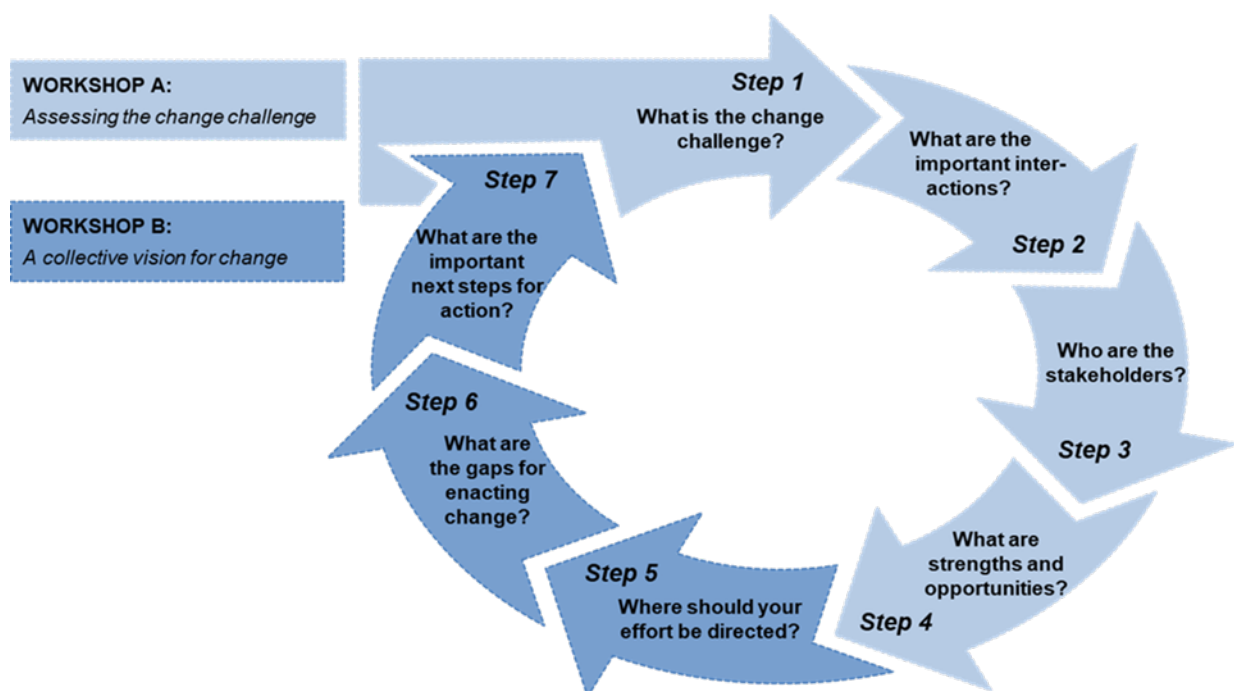 WORKSHOP A:
Assessing the change challenge
WORKSHOP B:
A collective vision for change
Step 1
What is the change
challenge?
What are the
important inter-
actions?
Step 2
Who are the
stakeholders?
Step 3
What are
strengths and
opportunities?
Step 4
Step 5
Where should your
effort be directed?
Step 6
What are
the gaps for
enacting
change?
Step 7
What are the
important
next steps for
action?